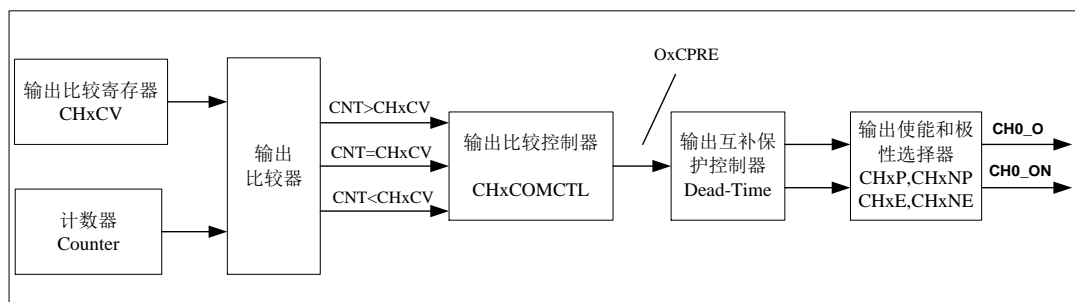 输出比较寄存器
CHxCV
计数器
Counter
输出
比较器
CNT>CHxCV
CNT=CHxCV
CNT<CHxCV
输出比较控制器
CHxCOMCTL
OxCPRE
输出互补保
护控制器
Dead-Time
输出使能和极
性选择器
CHxP,CHxNP
CHxE,CHxNE
CH0_O
CH0_ON